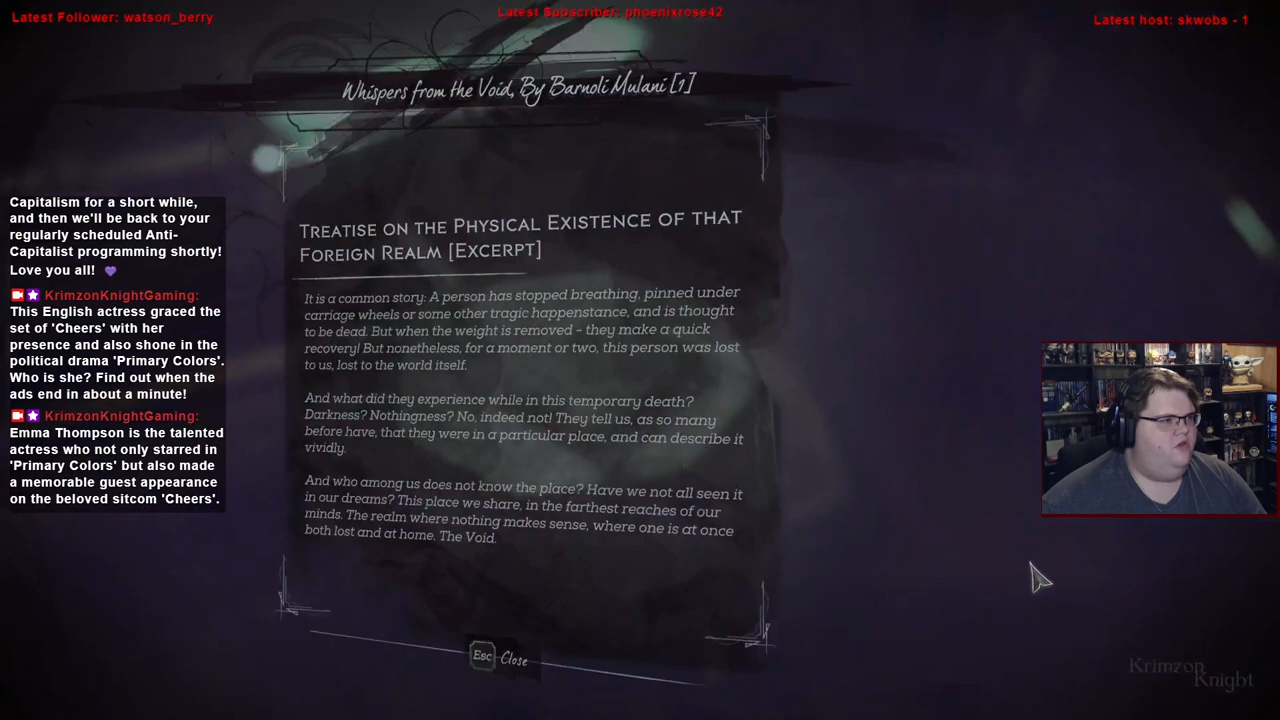 Latest Follower: watson_berry
Latest Subscriber: phoenixrose42
Latest host: skwobs - 1
Whispers from the Void, By Barnoli Mulani [1]
TREATISE ON THE PHYSICAL EXISTENCE OF THAT
FOREIGN REALM [EXCERPT]
It is a common story: A person has stopped breathing, pinned under
carriage wheels or some other tragic happenstance, and is thought
to be dead. But when the weight is removed - they make a quick
recovery! But nonetheless, for a moment or two, this person was lost
to us, lost to the world itself.
And what did they experience while in this temporary death?
Darkness? Nothingness? No, indeed not! They tell us, as so many
before have, that they were in a particular place, and can describe it
vividly.
And who among us does not know the place? Have we not all seen it
in our dreams? This place we share, in the farthest reaches of our
minds. The realm where nothing makes sense, where one is at once
both lost and at home. The Void.
Esc Close
Capitalism for a short while,
and then we'll be back to your
regularly scheduled Anti-
Capitalist programming shortly!
Love you all! 💜
KrimzonKnightGaming:
This English actress graced the
set of 'Cheers' with her
presence and also shone in the
political drama 'Primary Colors'.
Who is she? Find out when the
ads end in about a minute!
KrimzonKnightGaming:
Emma Thompson is the talented
actress who not only starred in
'Primary Colors' but also made
a memorable guest appearance
on the beloved sitcom 'Cheers'.
Krimzon
Knight